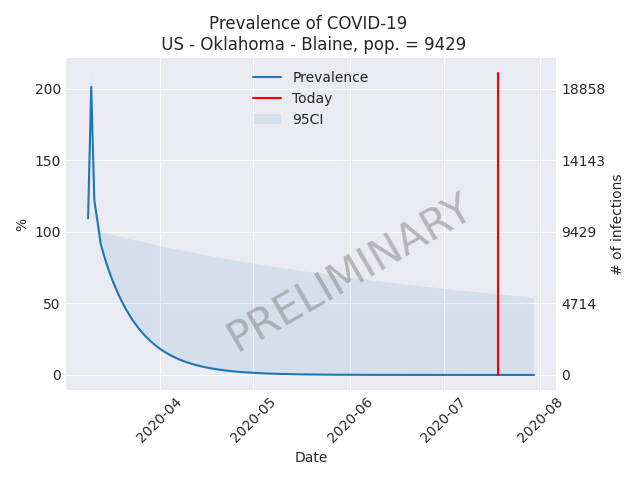 Prevalence of COVID-19
US - Oklahoma - Blaine, pop. = 9429
Prevalence
Today
95CI
200
150
100
50
0
%
18858
14143
9429
4714
0
# of infections
PRELIMINARY
2020-04
2020-05
2020-06
2020-07
2020-08
Date